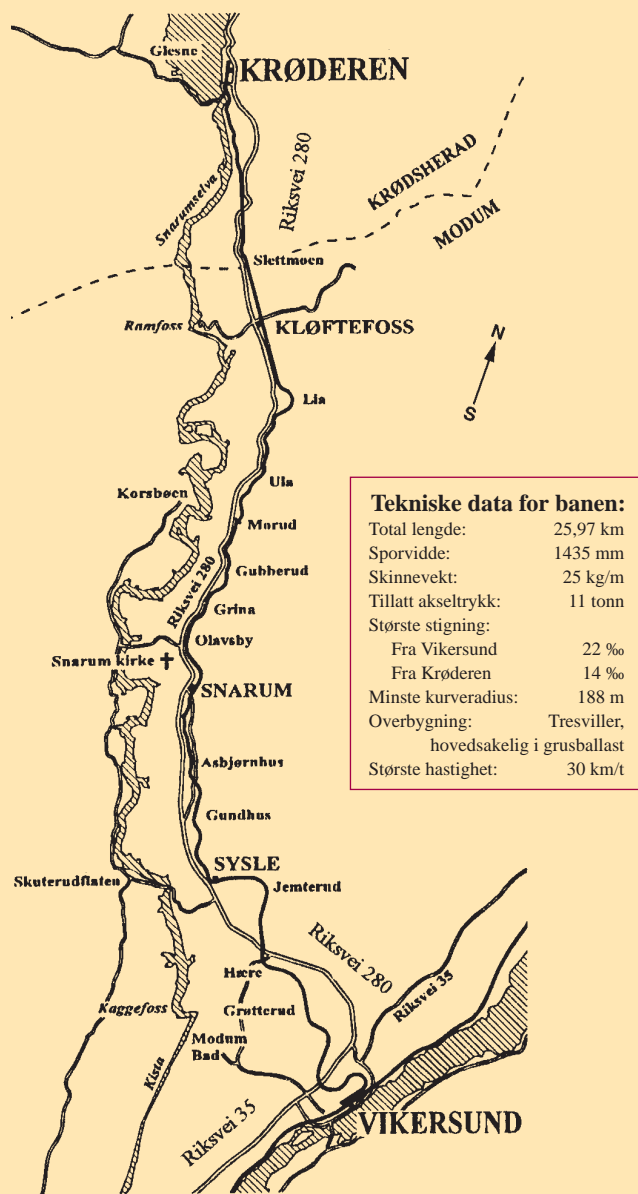 Glesne
KRØDEREN
Riksvei 280
KRØDSHERAD
MODUM
Snarumselva
Slettmoen
Ramfoss
KLØFTEFOSS
N
S
Lia
Ula
Korsbøen
Morud
Gubberud
Riksvei 280
Grina
Olavsby
Snarum kirke
SNARUM
Asbjørnhus
Gundhus
SYSLE
Skuterudflaten
Jemterud
Riksvei 280
Hære
Riksvei 35
Kaggefoss
Grøtterud
Modum
Bad
Kista
Riksvei 35
VIKERSUND
Tekniske data for banen:
Total lengde: 25,97 km
Sporvidde: 1435 mm
Skinnevekt: 25 kg/m
Tillatt akseltrykk: 11 tonn
Største stigning:
Fra Vikersund 22 ‰
Fra Krøderen 14 ‰
Minste kurveradius: 188 m
Overbygning: Tresviller,
hovedsakelig i grusballast
Største hastighet: 30 km/t